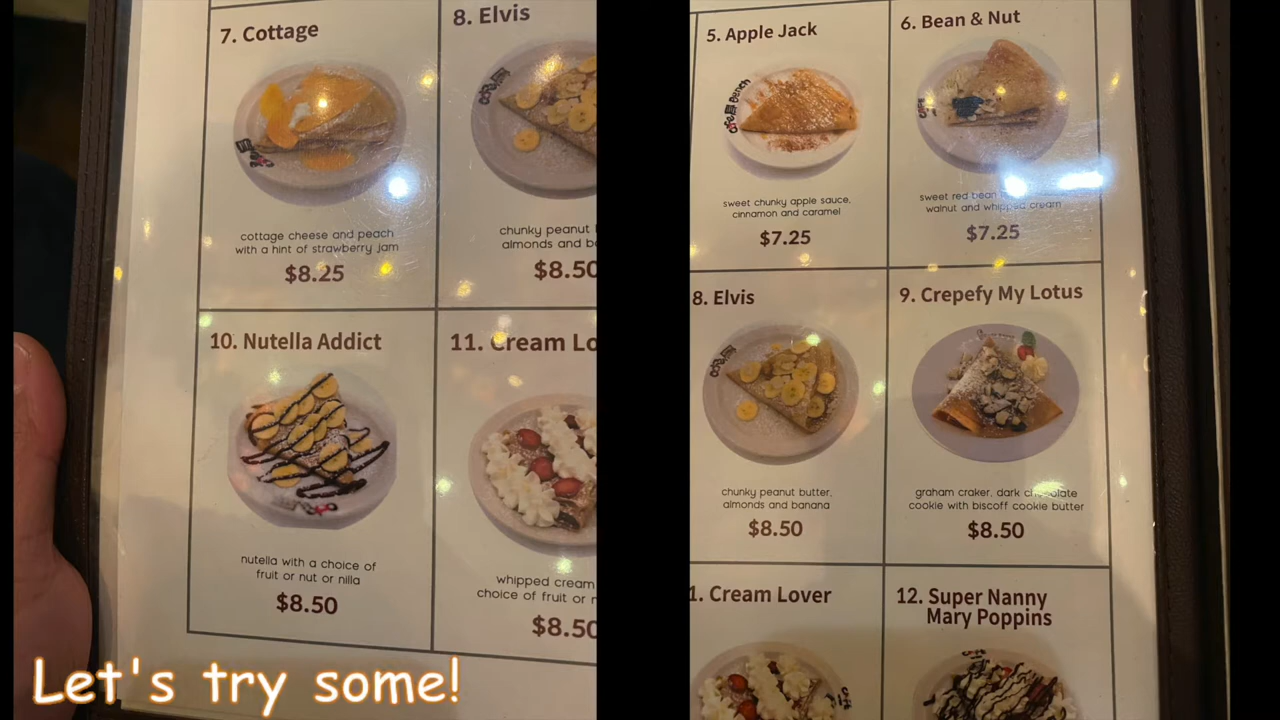 7. Cottage
cottage cheese and peach
with a hint of strawberry jam
$8.25
8. Elvis
chunky peanut
almonds and b
$8.50
10. Nutella Addict
nutella with a choice of
fruit or nut or nilla
$8.50
11. Cream Lo
whipped cream
choice of fruit or
$8.50
Let's try some!
5. Apple Jack
café Bench
sweet chunky apple sauce,
cinnamon and caramel
$7.25
6. Bean & Nut
sweet red bean
walnut and whipped cream
$7.25
8. Elvis
chunky peanut butter,
almonds and banana
$8.50
9. Crepefy My Lotus
graham craker, dark chocolate
cookie with biscoff cookie butter
$8.50
1. Cream Lover
12. Super Nanny
Mary Poppins